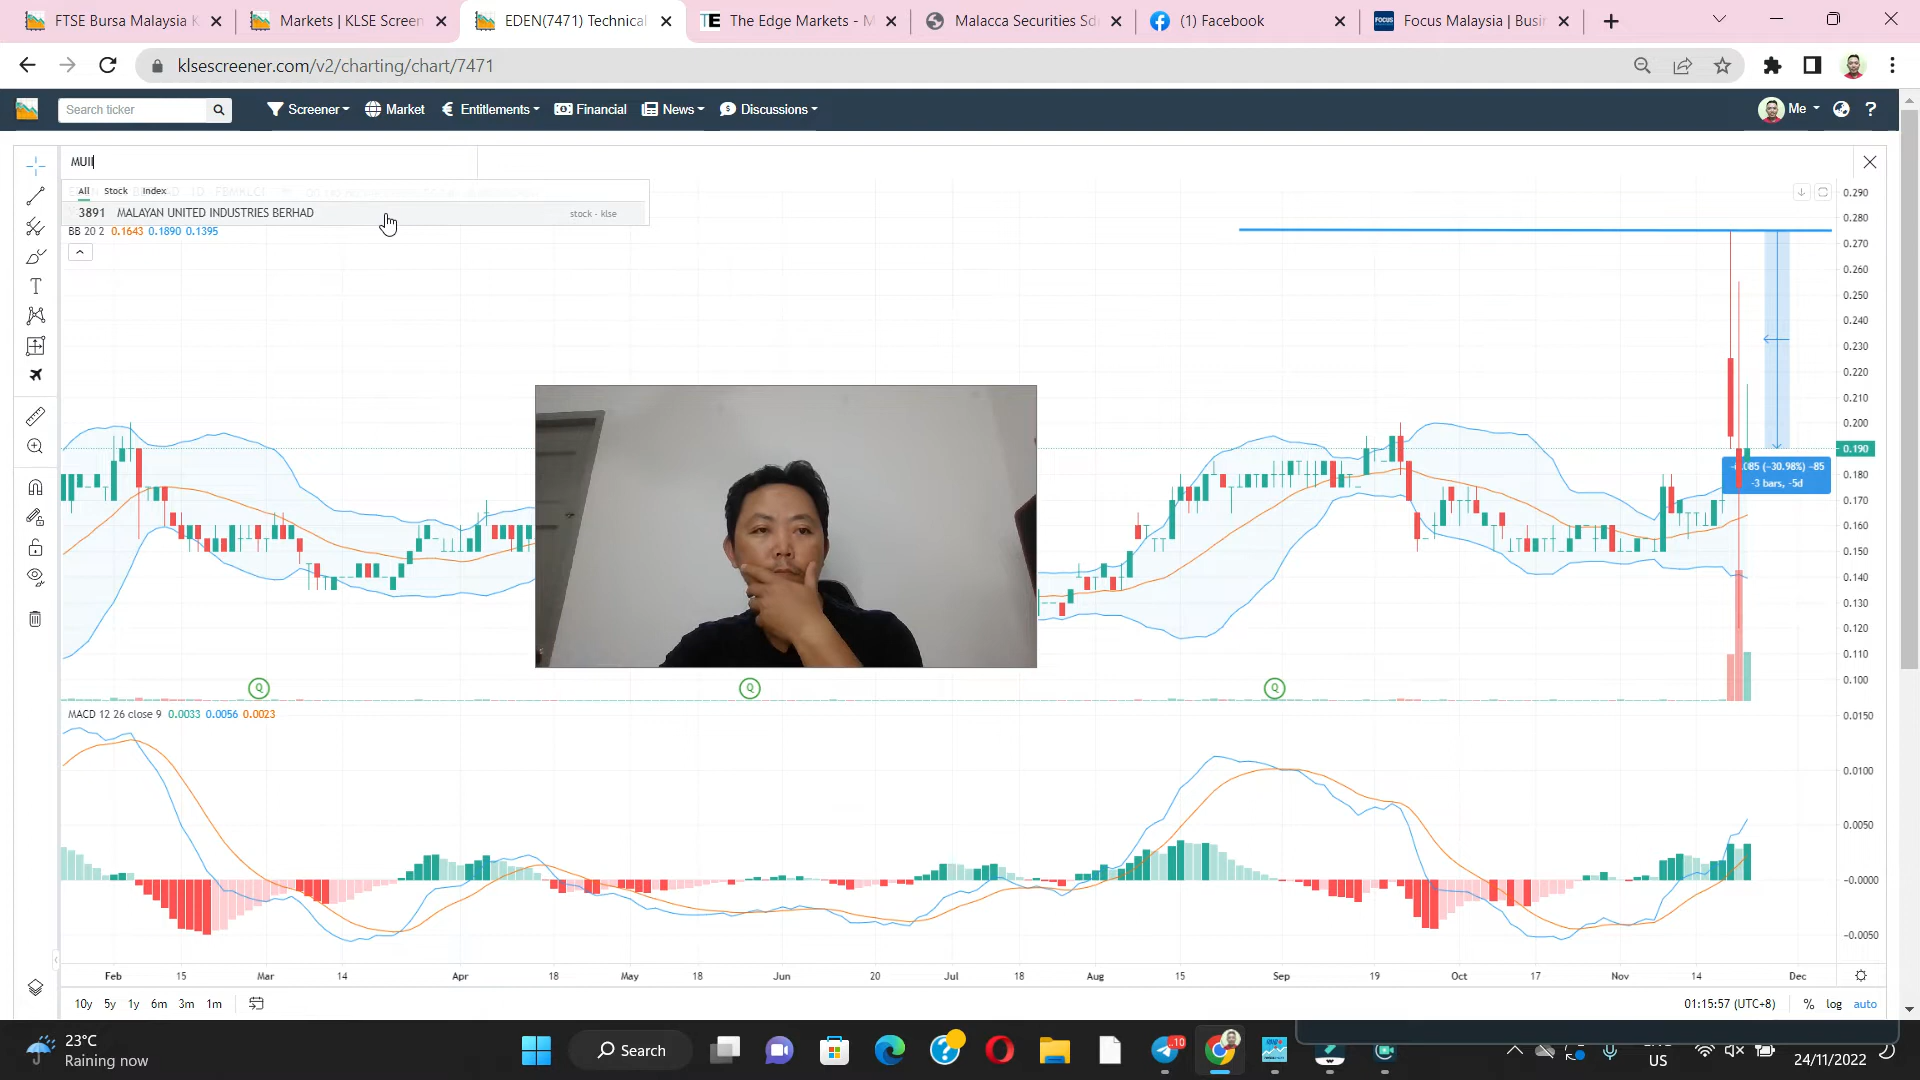 FTSE Bursa Malaysia K
Markets | KLSE Screen
EDEN(7471) Technical
The Edge Markets - M
Malacca Securities Sd
(1) Facebook
FOCUS
Focus Malaysia | Busi
klsescreener.com/v2/charting/chart/7471
Search ticker
Screener
Market
Entitlements
Financial
News
Discussions
Me
?
MUII
All Stock Index
3891 MALAYAN UNITED INDUSTRIES BERHAD stock - klse
BB 20 2 0.1643 0.1890 0.1395
0.290
0.280
0.270
0.260
0.250
0.240
0.230
0.220
0.210
0.200
0.190
0.180
0.170
0.160
0.150
0.140
0.130
0.120
0.110
0.100
(-30.98%) -85
-3 bars, -5d
Q
Q
Q
MACD 12 26 close 9 0.0033 0.0056 0.0023
0.0150
0.0100
0.0050
-0.0000
-0.0050
Feb 15 Mar 14 Apr 18 May 18 Jun 20 Jul 18 Aug 15 Sep 19 Oct 17 Nov 14 Dec
10y 5y 1y 6m 3m 1m
01:15:57 (UTC+8) % log auto
23°C
Raining now
Search
..10
US
24/11/2022